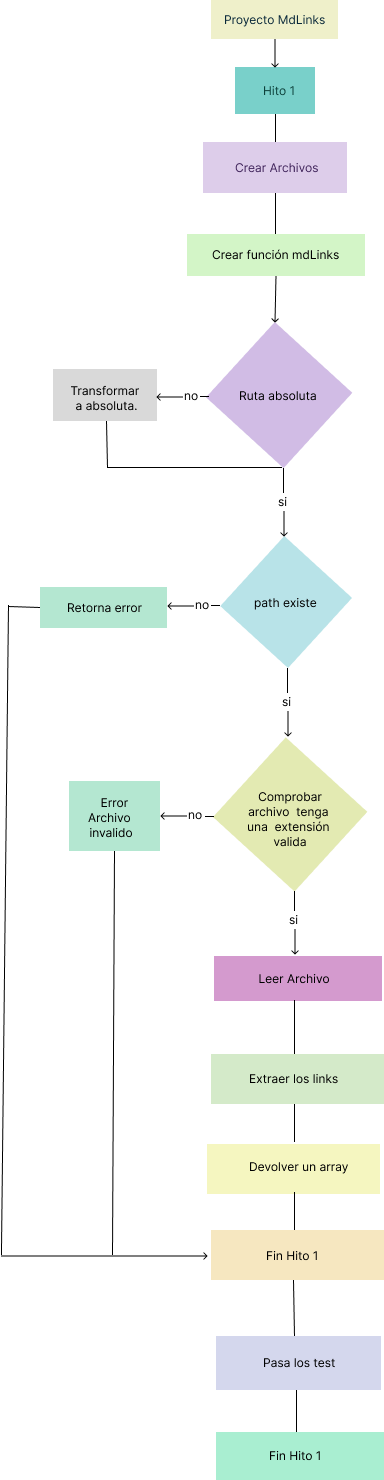 Proyecto MdLinks
Hito 1
Crear Archivos
Crear función mdLinks
Ruta absoluta
no
Transformar
a absoluta.
si
path existe
no
Retorna error
si
Comprobar
archivo tenga
una extensión
valida
no
Error
Archivo
invalido
si
Leer Archivo
Extraer los links
Devolver un array
Fin Hito 1
Pasa los test
Fin Hito 1